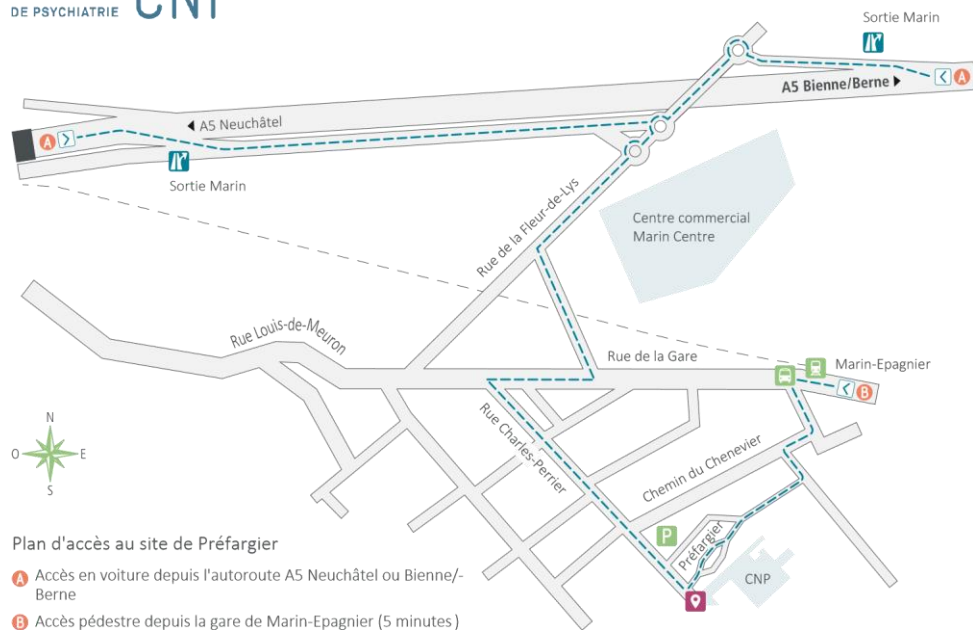 DE PSYCHIATRIE CNP
Sortie Marin
A
A5 Bienne/Berne
A5 Neuchâtel
A
Sortie Marin
Rue de la Fleur-de-Lys
Centre commercial
Marin Centre
Rue Louis-de-Meuron
Rue de la Gare
Marin-Epagnier
B
Rue Charles-Perrier
Chemin du Chenevier
N
O E
S
P
Préfargier
CNP
Plan d'accès au site de Préfargier
A Accès en voiture depuis l'autoroute A5 Neuchâtel ou Bienne/-
Berne
B Accès pédestre depuis la gare de Marin-Epagnier (5 minutes)